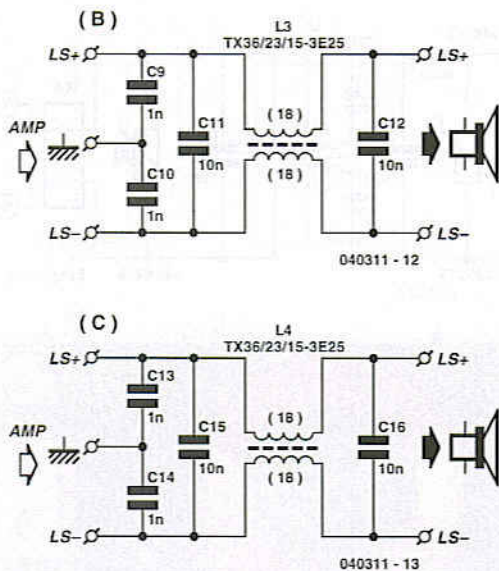 ( B )
L3
TX36/23/15-3E25
LS+
LS+
C9
1n
( 18 )
C11
10n
C12
10n
AMP
C10
1n
( 18 )
LS–
LS–
040311 - 12
( C )
L4
TX36/23/15-3E25
LS+
LS+
C13
1n
( 18 )
C15
10n
C16
10n
AMP
C14
1n
( 18 )
LS–
LS–
040311 - 13